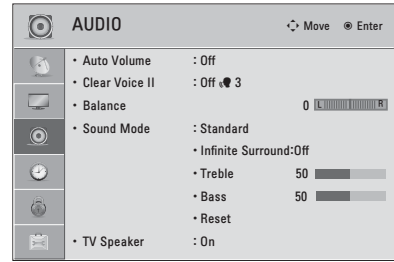 AUDIO Move Enter
• Auto Volume : Off
• Clear Voice II : Off 3
• Balance 0 L R
• Sound Mode : Standard
• Infinite Surround:Off
• Treble 50
• Bass 50
• Reset
• TV Speaker : On